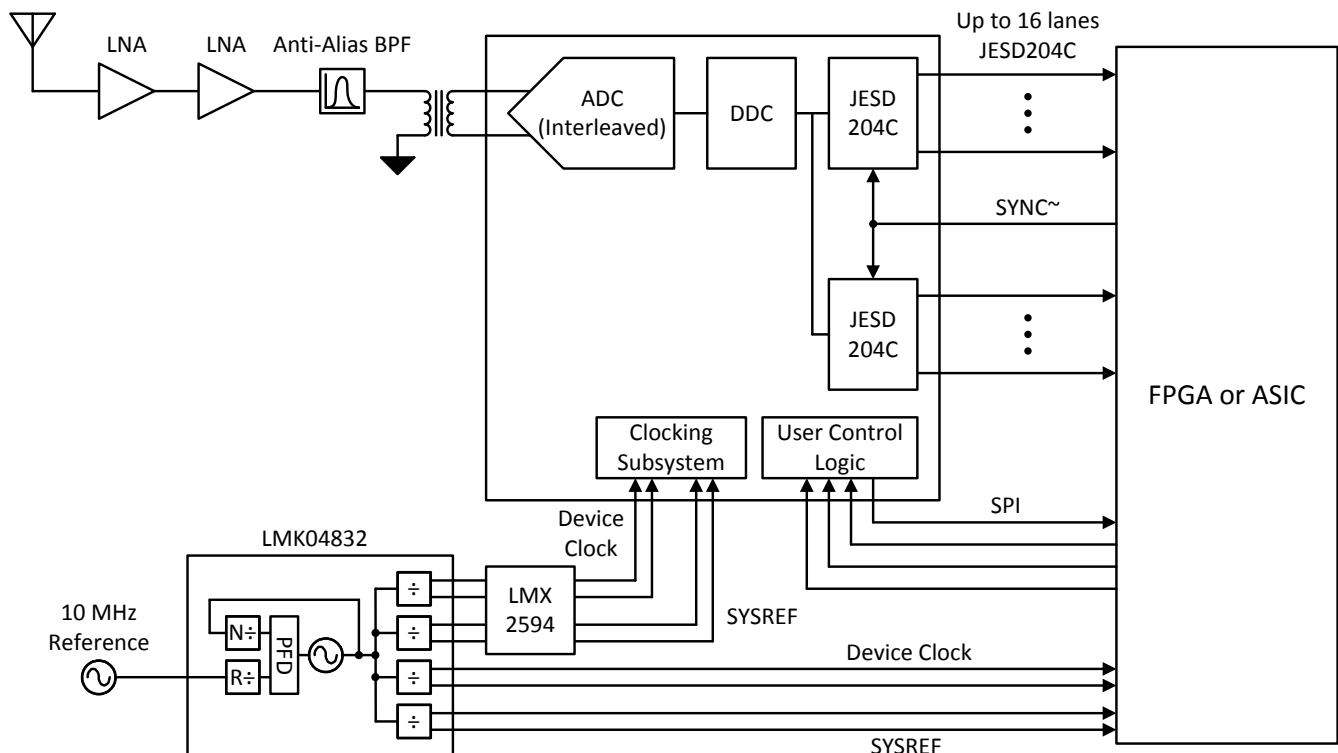 LNA
LNA
Anti-Alias BPF
Up to 16 lanes
JESD204C
ADC
(Interleaved)
DDC
JESD
204C
SYNC~
JESD
204C
FPGA or ASIC
Clocking
Subsystem
User Control
Logic
SPI
Device
Clock
LMK04832
÷
LMX
2594
SYSREF
10 MHz
Reference
N÷
PFD
÷
R÷
÷
Device Clock
÷
SYSREF